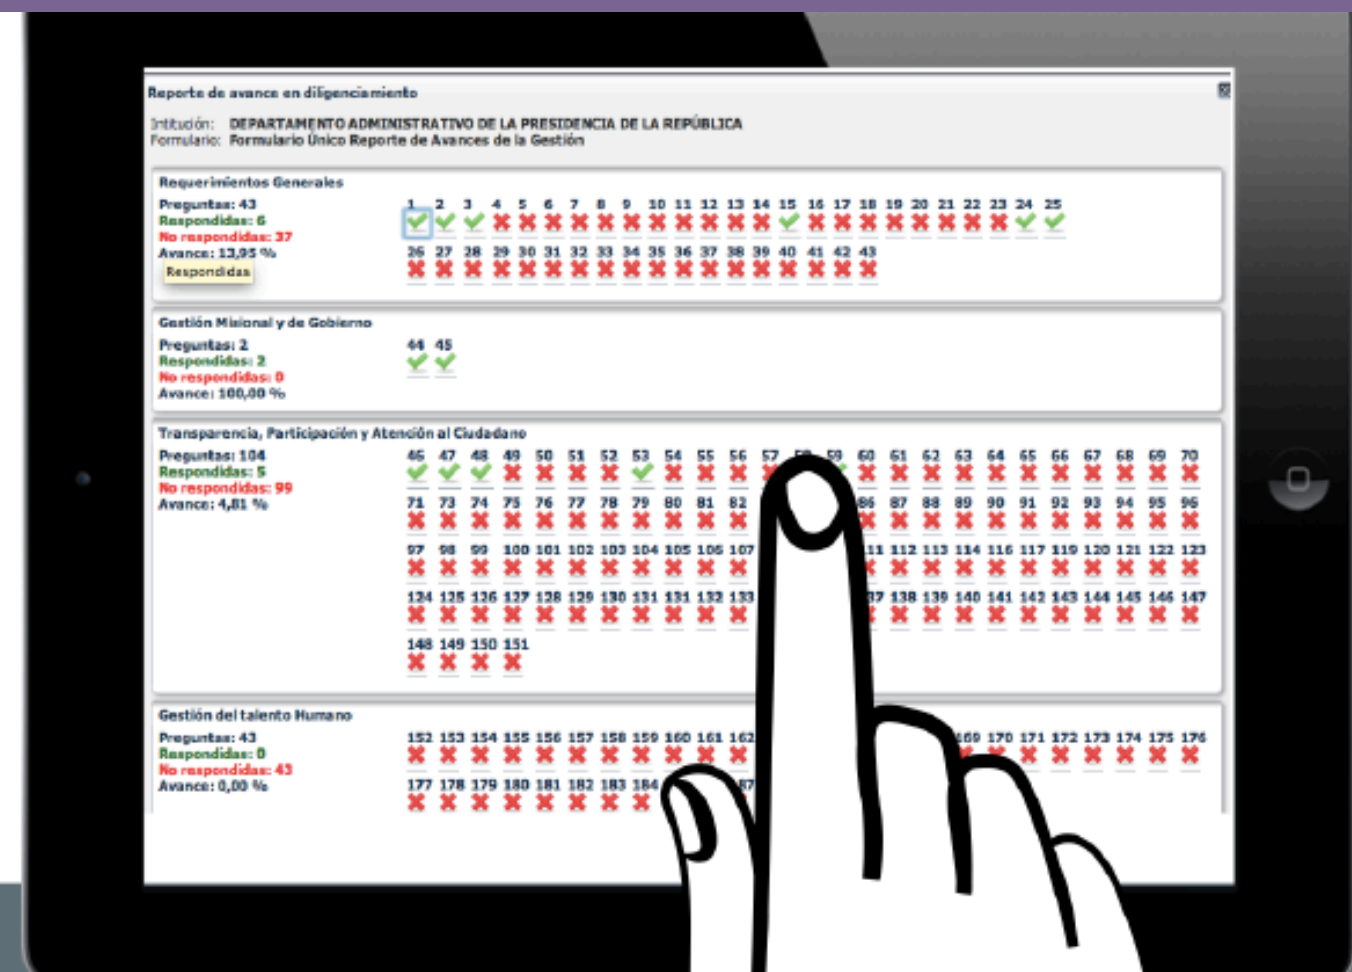 Reporte de avance en diligenciamiento
Intitución: DEPARTAMENTO ADMINISTRATIVO DE LA PRESIDENCIA DE LA REPÚBLICA
Formulario: Formulario Único Reporte de Avances de la Gestión
Requerimientos Generales
Preguntas: 43
1 2 3 4 5 6 7 8 9 10 11 12 13 14 15 16 17 18 19 20 21 22 23 24 25
Respondidas: 6
No respondidas: 37
Avance: 13,95 %
26 27 28 29 30 31 32 33 34 35 36 37 38 39 40 41 42 43
Respondidas
Gestión Misional y de Gobierno
Preguntas: 2
44 45
Respondidas: 2
No respondidas: 0
Avance: 100,00 %
Transparencia, Participación y Atención al Ciudadano
Preguntas: 104
46 47 48 49 50 51 52 53 54 55 56 57 59 60 61 62 63 64 65 66 67 68 69 70
Respondidas: 5
No respondidas: 99
Avance: 4,81 %
71 73 74 75 76 77 78 79 80 81 82 86 87 88 89 90 91 92 93 94 95 96
97 98 99 100 101 102 103 104 105 106 107 112 113 114 116 117 119 120 121 122 123
124 125 126 127 128 129 130 131 131 132 133 138 139 140 141 142 143 144 145 146 147
148 149 150 151
Gestión del talento Humano
Preguntas: 43
152 153 154 155 156 157 158 159 160 161 162 169 170 171 172 173 174 175 176
Respondidas: 0
No respondidas: 43
Avance: 0,00 %
177 178 179 180 181 182 183 184